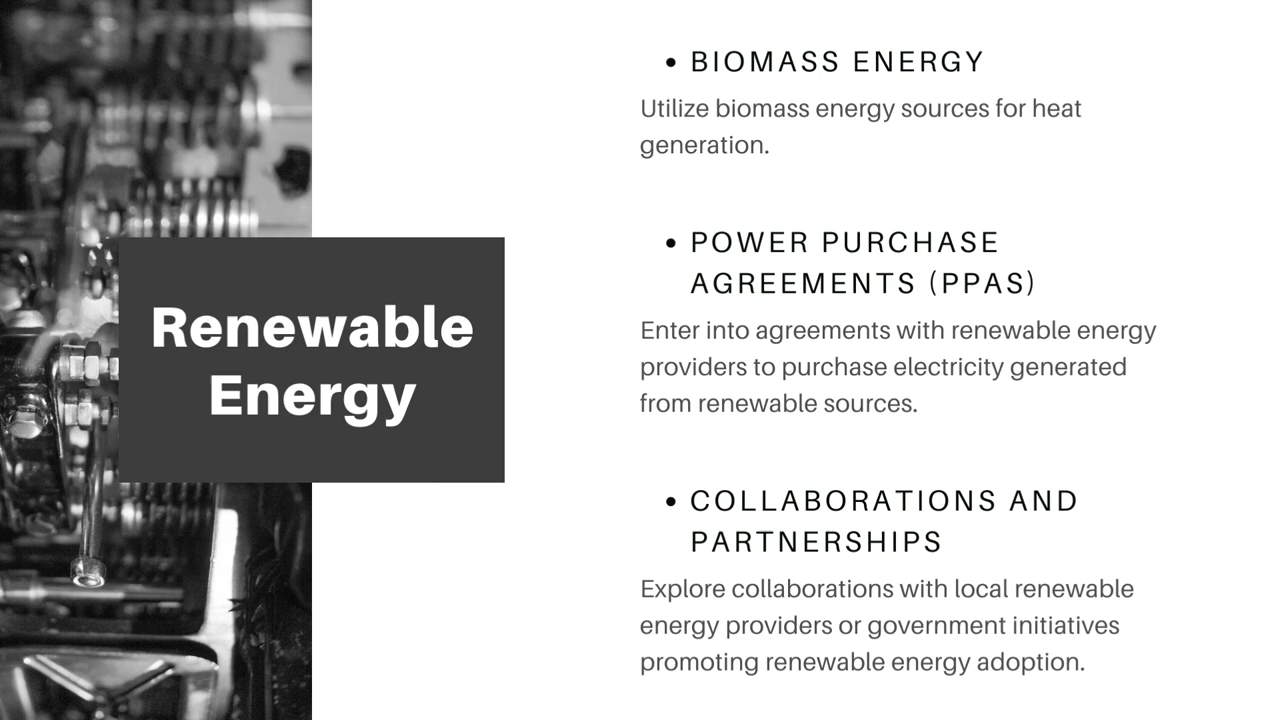 Renewable
Energy
• BIOMASS ENERGY
Utilize biomass energy sources for heat
generation.
• POWER PURCHASE
AGREEMENTS (PPAS)
Enter into agreements with renewable energy
providers to purchase electricity generated
from renewable sources.
• COLLABORATIONS AND
PARTNERSHIPS
Explore collaborations with local renewable
energy providers or government initiatives
promoting renewable energy adoption.